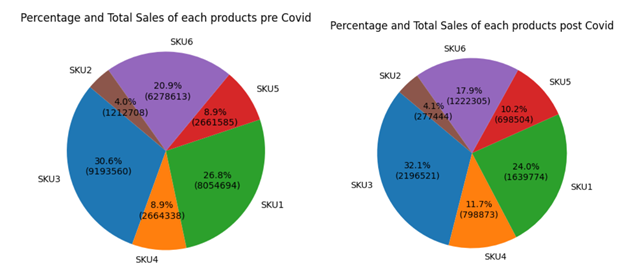 Percentage and Total Sales of each products pre Covid
SKU6
SKU2
20.9%
(6278613)
SKU5
4.0%
(1212708)
8.9%
(2661585)
30.6%
(9193560)
26.8%
(8054694)
SKU3
8.9%
(2664338)
SKU1
SKU4
Percentage and Total Sales of each products post Covid
SKU6
SKU2
17.9%
(1222305)
SKU5
4.1%
(277444)
10.2%
(698504)
32.1%
(2196521)
24.0%
(1639774)
SKU3
SKU1
11.7%
(798873)
SKU4